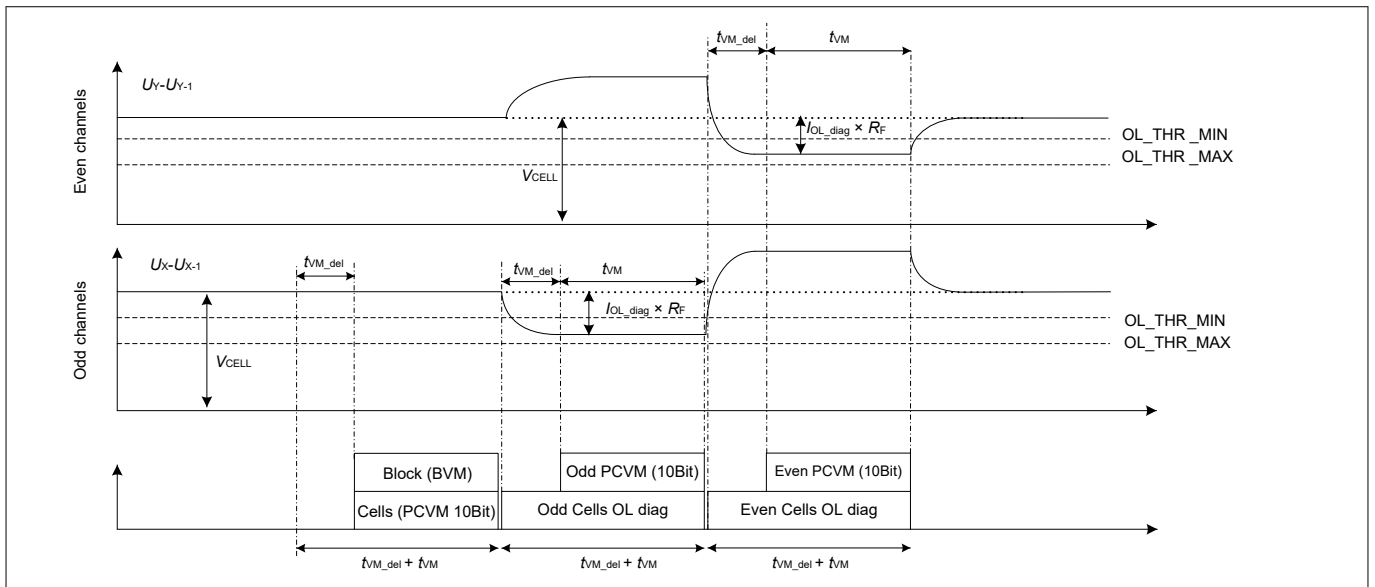 tVM_del
tVM
UY-UY-1
Even channels
IOL_diag × RF
OL_THR _MIN
OL_THR _MAX
VCELL
UX-UX-1
tVM_del
tVM_del
tVM
Odd channels
IOL_diag × RF
OL_THR_MIN
OL_THR_MAX
VCELL
Block (BVM)
Odd PCVM (10Bit)
Even PCVM (10Bit)
Cells (PCVM 10Bit)
Odd Cells OL diag
Even Cells OL diag
tVM_del + tVM
tVM_del + tVM
tVM_del + tVM